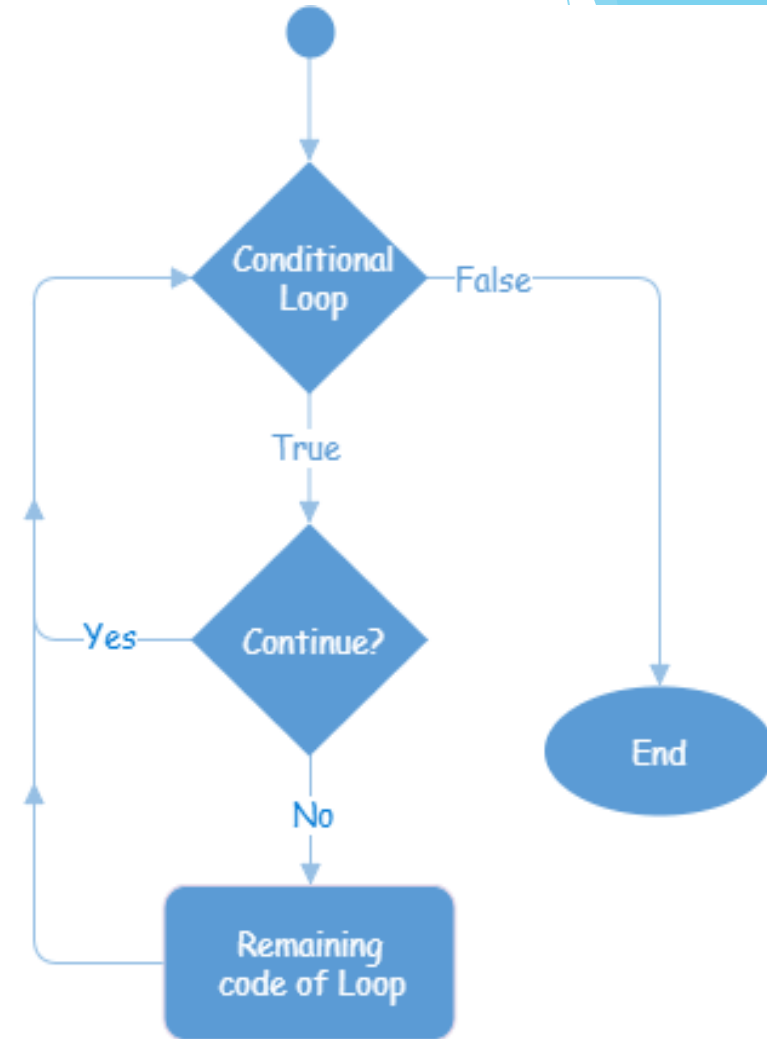 Conditional
Loop
False
True
Continue?
Yes
End
No
Remaining
code of Loop